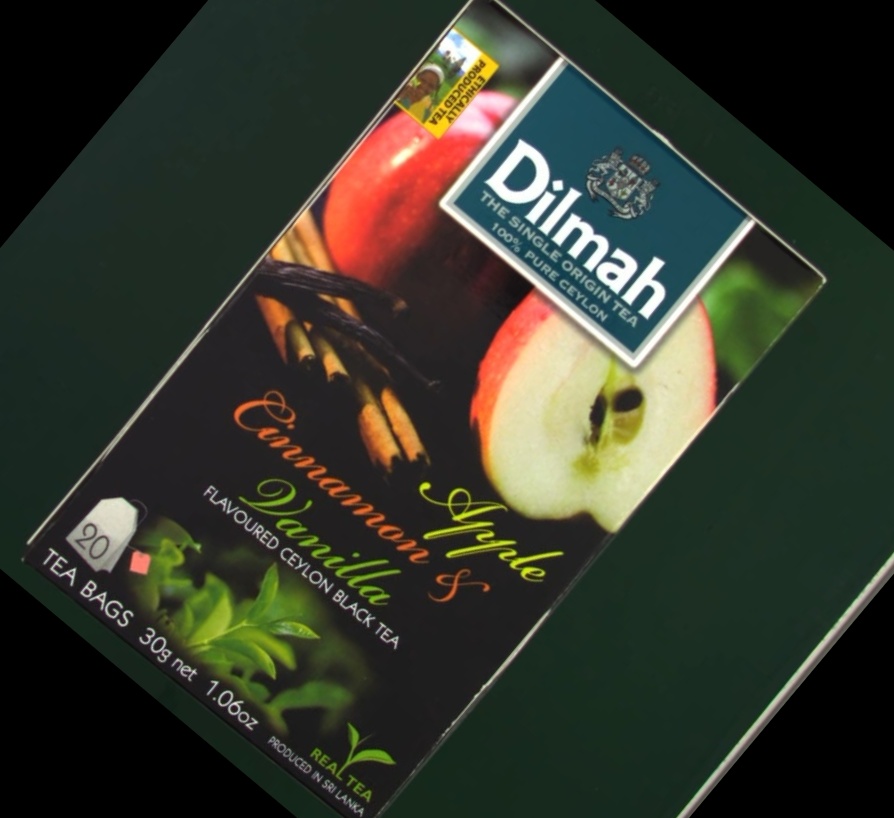 ETHICALLY
PRODUCED TEA
Dilmah
THE SINGLE ORIGIN TEA
100% PURE CEYLON
Apple
Cinnamon &
Vanilla
FLAVOURED CEYLON BLACK TEA
20
TEA BAGS 30g net 1.06oz
REAL TEA
PRODUCED IN SRI LANKA